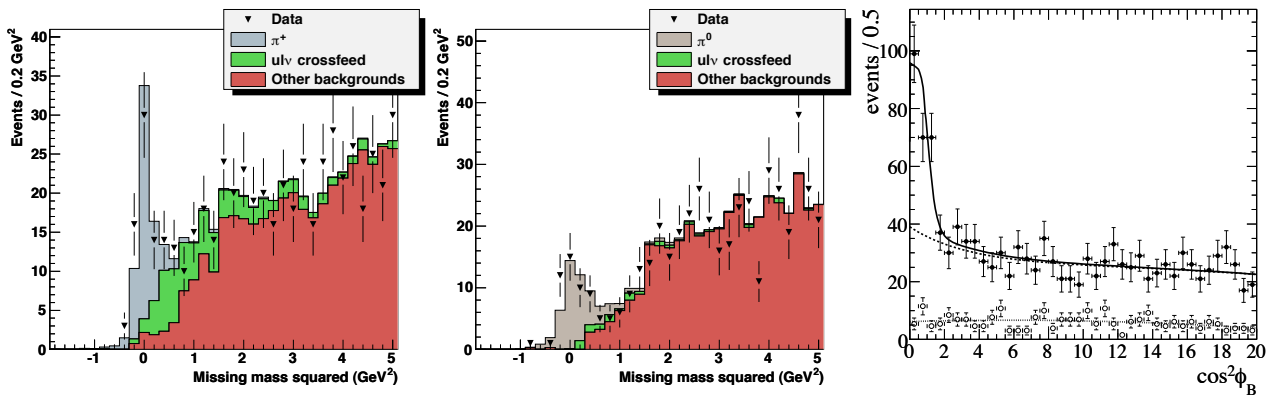 Events / 0.2 GeV²
40
35
30
25
20
15
10
5
0
-1 0 1 2 3 4 5
Missing mass squared (GeV²)
Data
π⁺
ulν crossfeed
Other backgrounds
Events / 0.2 GeV²
50
40
30
20
10
0
-1 0 1 2 3 4 5
Missing mass squared (GeV²)
Data
π⁰
ulν crossfeed
Other backgrounds
events / 0.5
100
80
60
40
20
0
0 2 4 6 8 10 12 14 16 18 20
cos²ϕ_B